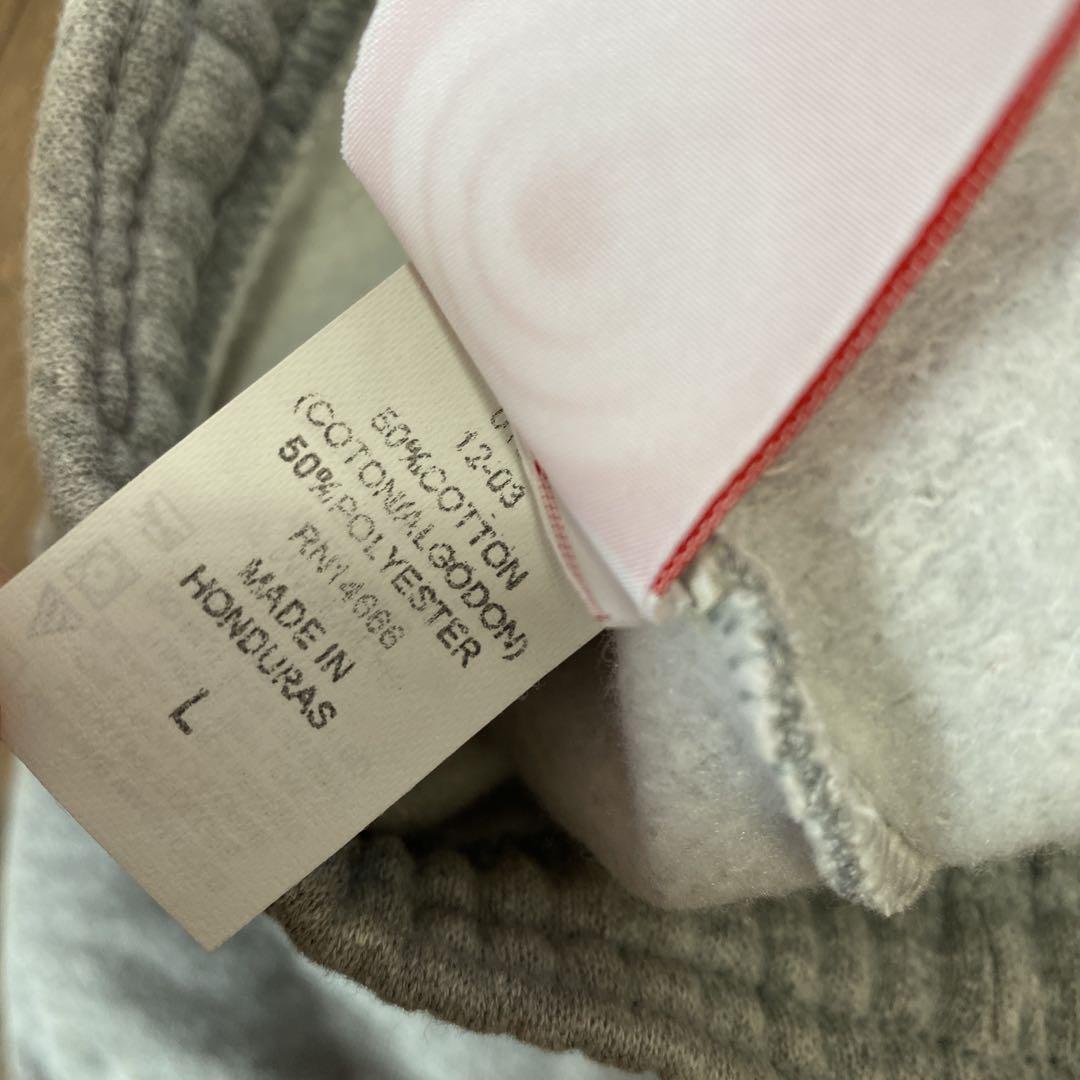 12-03
50%COTTON
(COTON/ALGODON)
50%POLYESTER
RN14666
MADE IN
HONDURAS
L